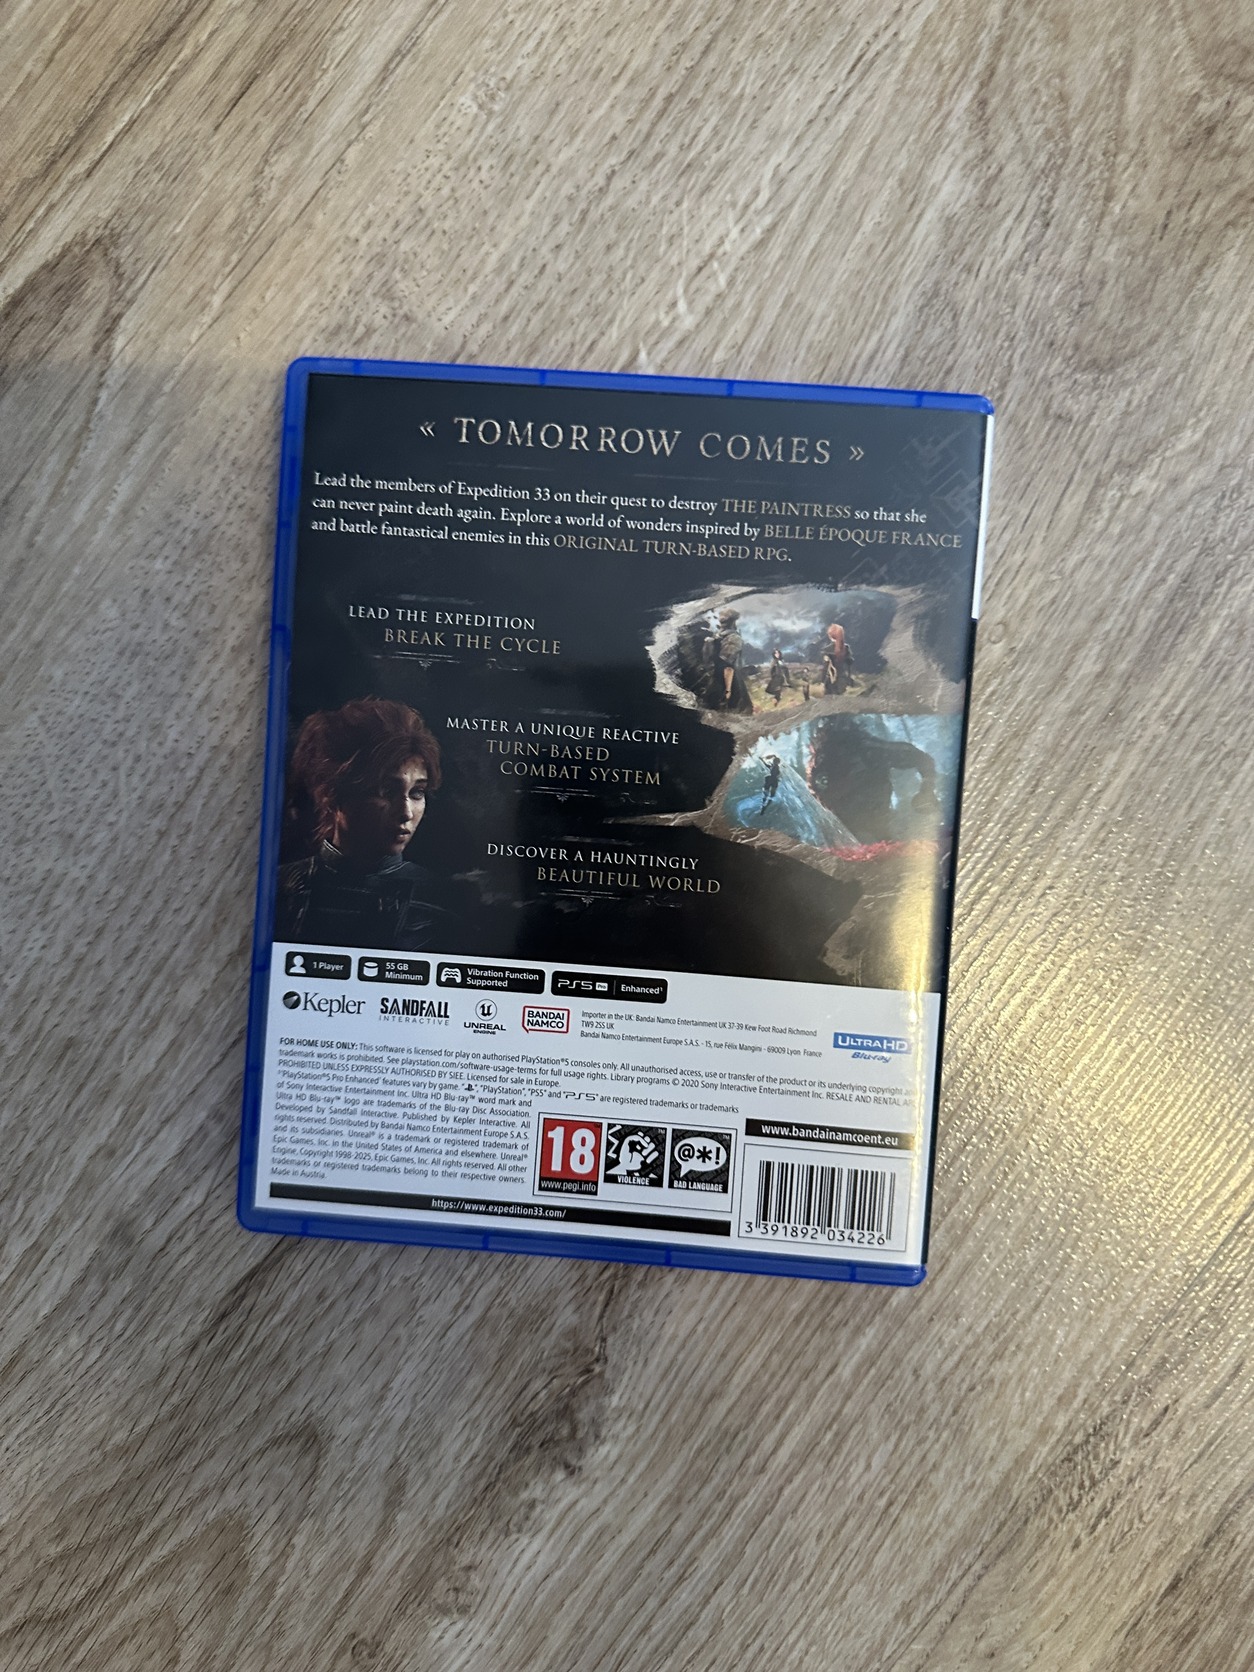 « TOMORROW COMES »
Lead the members of Expedition 33 on their quest to destroy THE PAINTRESS so that she
can never paint death again. Explore a world of wonders inspired by BELLE ÉPOQUE FRANCE
and battle fantastical enemies in this ORIGINAL TURN-BASED RPG.
LEAD THE EXPEDITION
BREAK THE CYCLE
MASTER A UNIQUE REACTIVE
TURN-BASED
COMBAT SYSTEM
DISCOVER A HAUNTINGLY
BEAUTIFUL WORLD
1 Player
55 GB
Minimum
Vibration Function
Supported
PS5 Pro Enhanced¹
Kepler
SANDFALL
INTERACTIVE
UNREAL
ENGINE
BANDAI
NAMCO
Importer in the UK: Bandai Namco Entertainment UK 37-39 Kew Foot Road Richmond
TW9 2SS UK
Bandai Namco Entertainment Europe S.A.S. - 15, rue Félix Mangini - 69009 Lyon France
ULTRA HD
Blu-ray
FOR HOME USE ONLY: This software is licensed for play on authorised PlayStation®5 consoles only. All unauthorised access, use or transfer of the product or its underlying copyright and
trademark works is prohibited. See playstation.com/software-usage-terms for full usage rights. Library programs © 2020 Sony Interactive Entertainment Inc. RESALE AND RENTAL
PROHIBITED UNLESS EXPRESSLY AUTHORISED BY SIEE. Licensed for sale in Europe.
¹PlayStation®5 Pro Enhanced' features vary by game. "PlayStation", "PS5" and "PS5" are registered trademarks or trademarks
of Sony Interactive Entertainment Inc. Ultra HD Blu-ray™ word mark and
Ultra HD Blu-ray™ logo are trademarks of the Blu-ray Disc Association.
Developed by Sandfall Interactive. Published by Kepler Interactive. All
rights reserved. Distributed by Bandai Namco Entertainment Europe S.A.S.
and its subsidiaries. Unreal® is a trademark or registered trademark of
Epic Games, Inc. in the United States of America and elsewhere. Unreal®
Engine, Copyright 1998-2025, Epic Games, Inc. All rights reserved. All other
trademarks or registered trademarks belong to their respective owners.
Made in Austria.
18
www.pegi.info
VIOLENCE
@*!
BAD LANGUAGE
www.bandainamcoent.eu
3 391892 034226
https://www.expedition33.com/